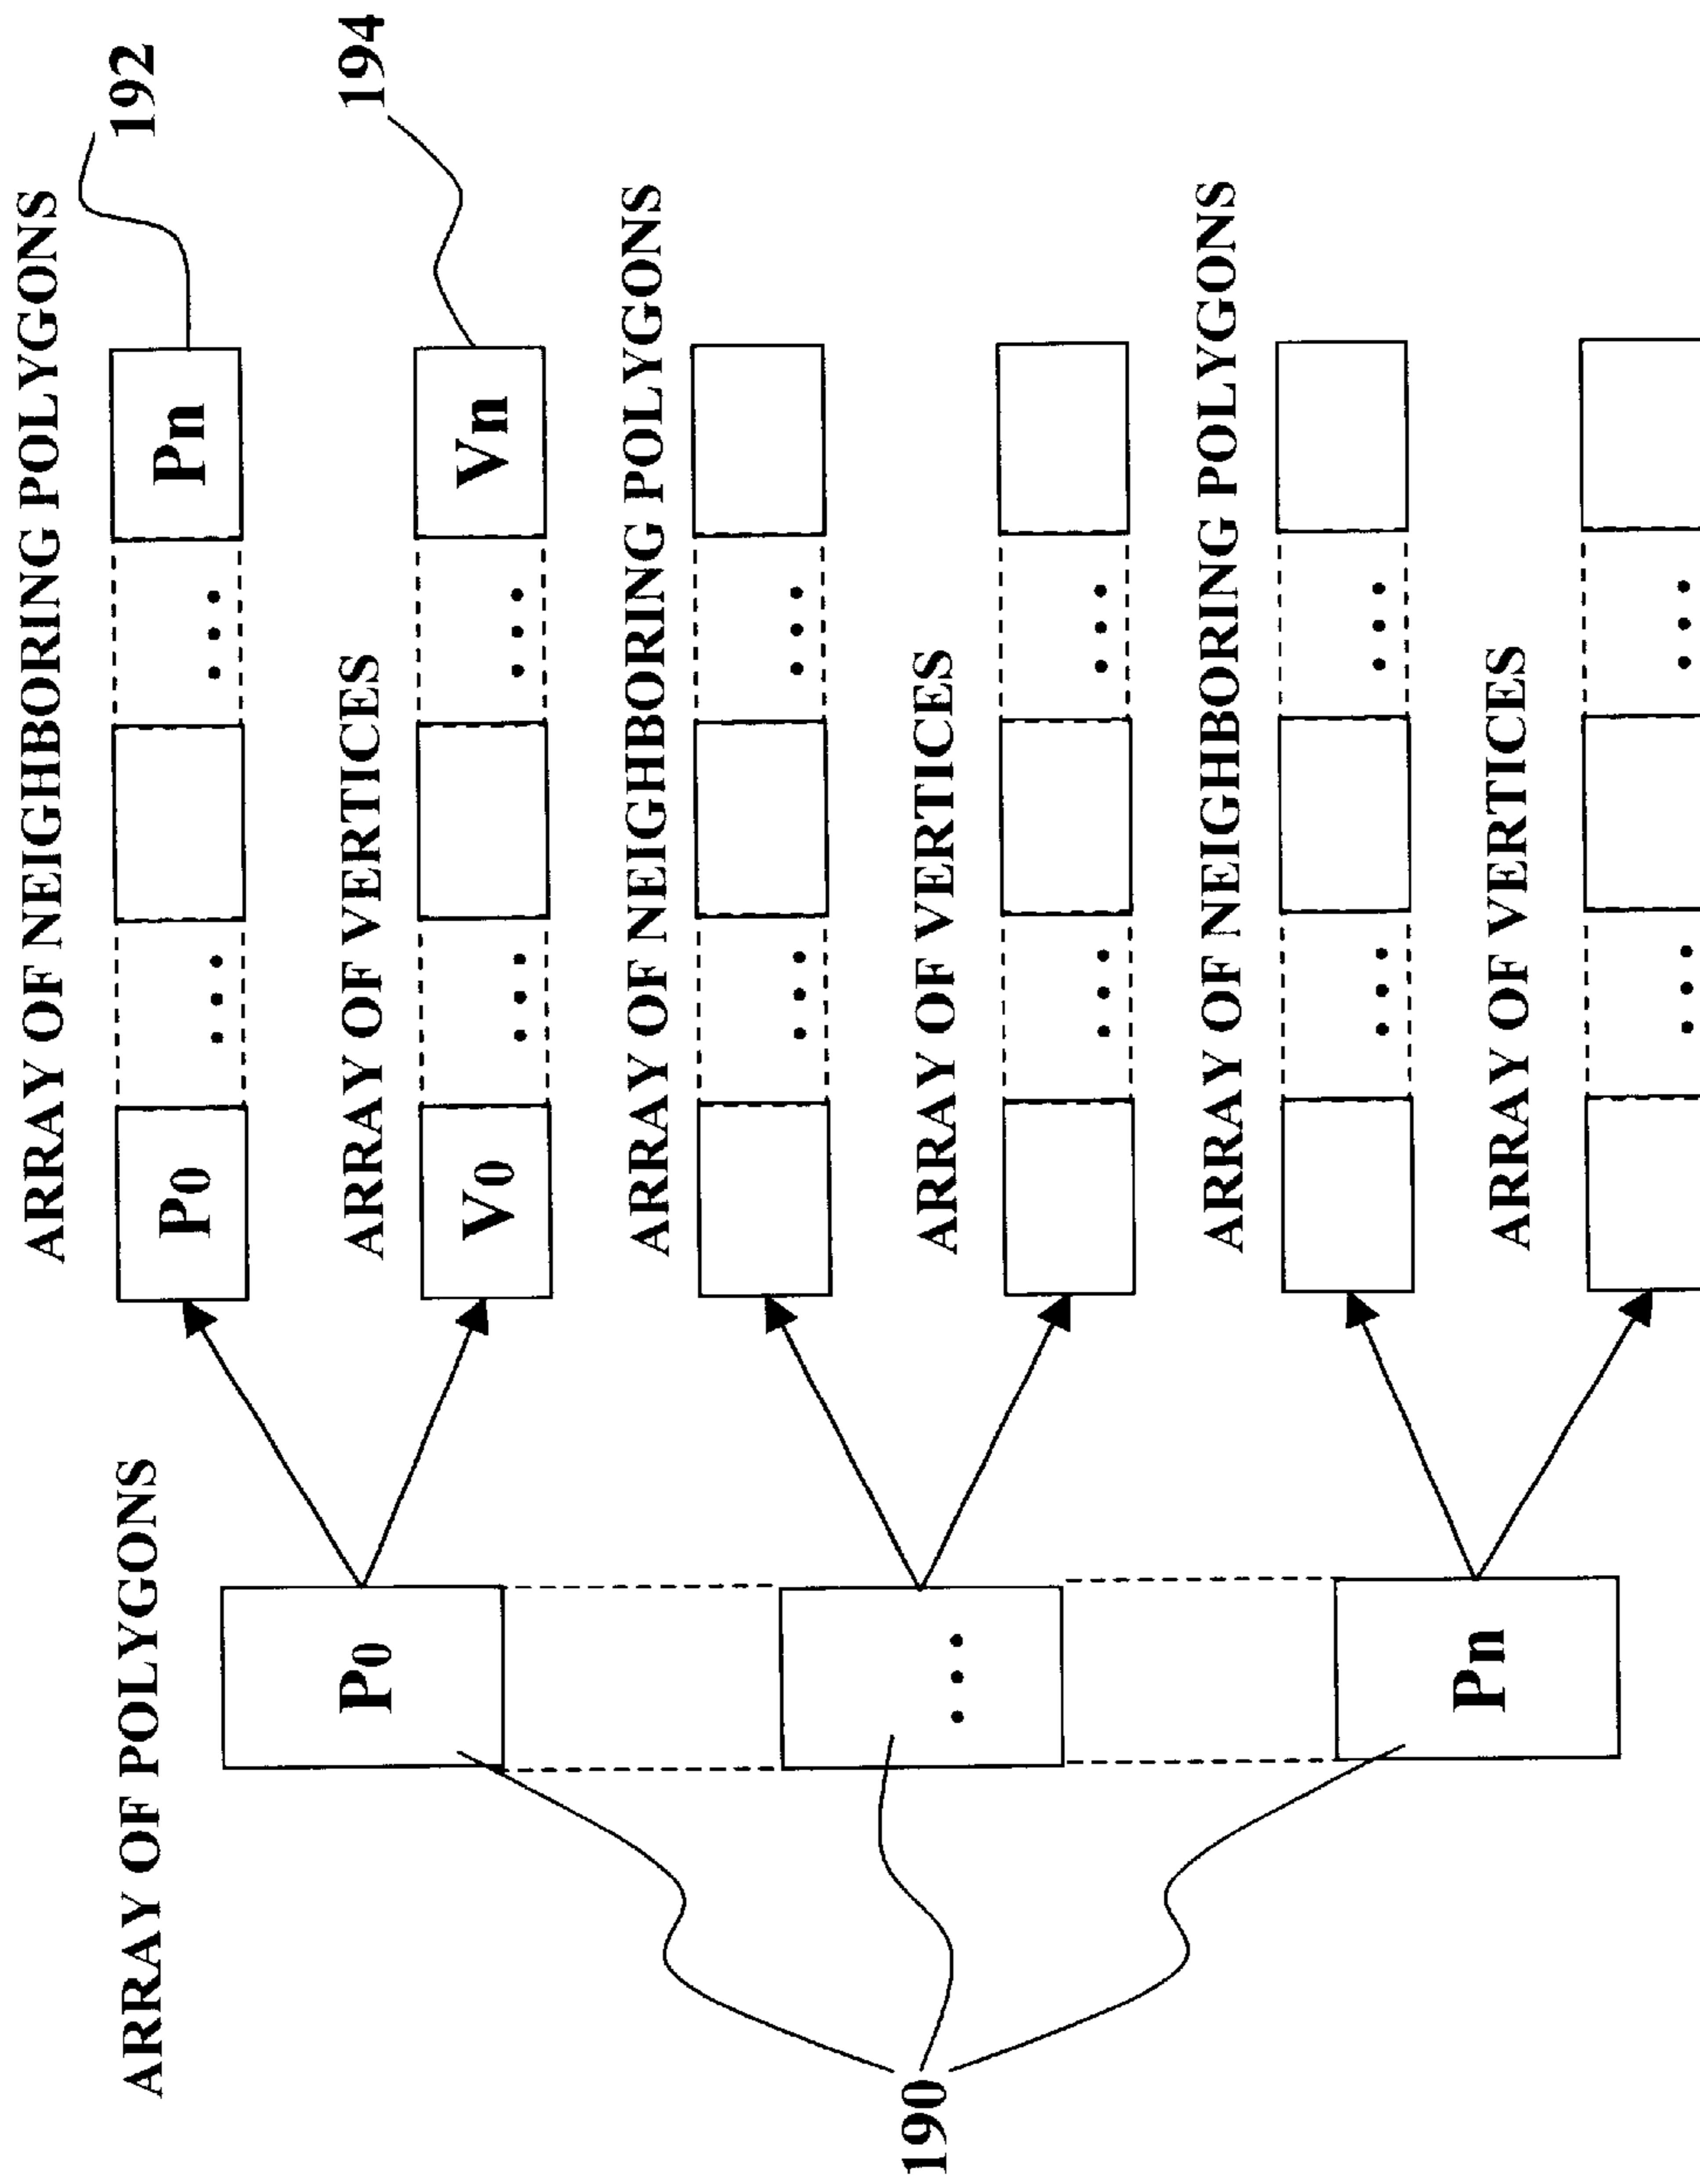 ARRAY OF NEIGHBORING POLYGONS
192
ARRAY OF POLYGONS
P0
...
...
Pn
ARRAY OF VERTICES
194
P0
V0
...
...
Vn
ARRAY OF NEIGHBORING POLYGONS
...
...
190
...
ARRAY OF VERTICES
...
...
ARRAY OF NEIGHBORING POLYGONS
...
...
Pn
ARRAY OF VERTICES
...
...